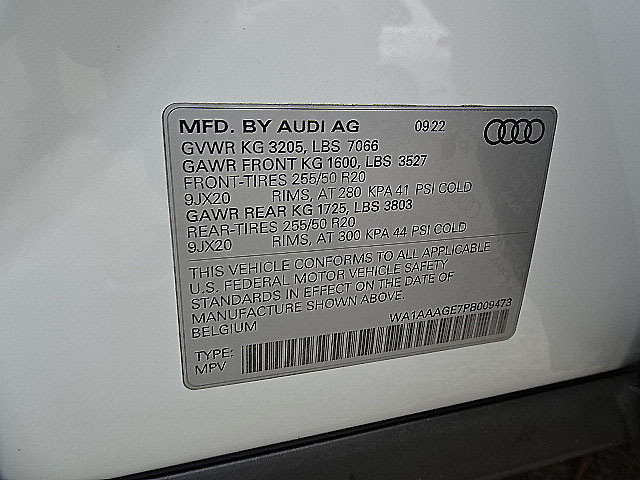 MFD. BY AUDI AG 09.22
GVWR KG 3205, LBS 7066
GAWR FRONT KG 1600, LBS 3527
FRONT-TIRES 255/50 R20
9JX20 RIMS, AT 280 KPA 41 PSI COLD
GAWR REAR KG 1725, LBS 3803
REAR-TIRES 255/50 R20
9JX20 RIMS, AT 300 KPA 44 PSI COLD
THIS VEHICLE CONFORMS TO ALL APPLICABLE
U.S. FEDERAL MOTOR VEHICLE SAFETY
STANDARDS IN EFFECT ON THE DATE OF
MANUFACTURE SHOWN ABOVE.
BELGIUM WA1AAAGE7PB009473
TYPE:
MPV